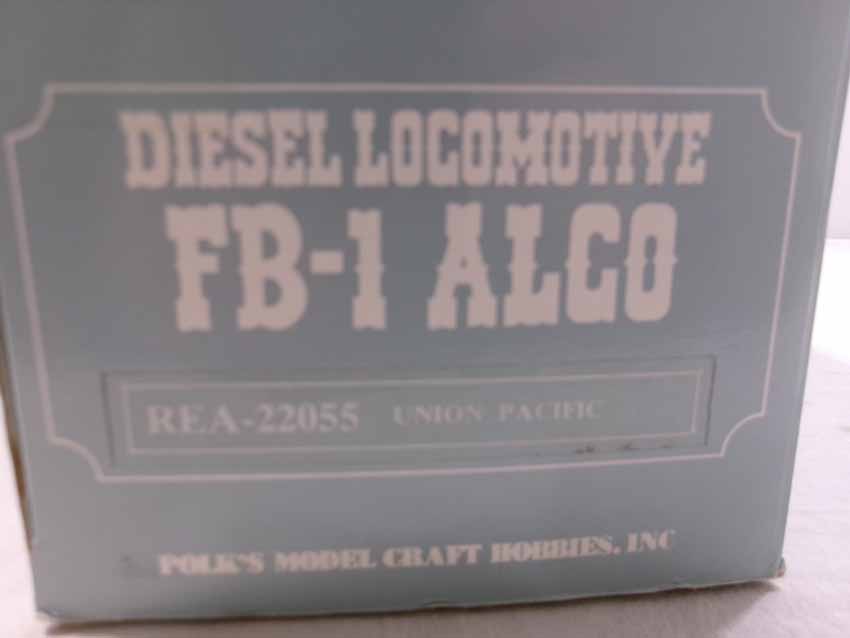 DIESEL LOCOMOTIVE
FB-1 ALCO
REA-22055 UNION PACIFIC
POLK'S MODEL CRAFT HOBBIES, INC